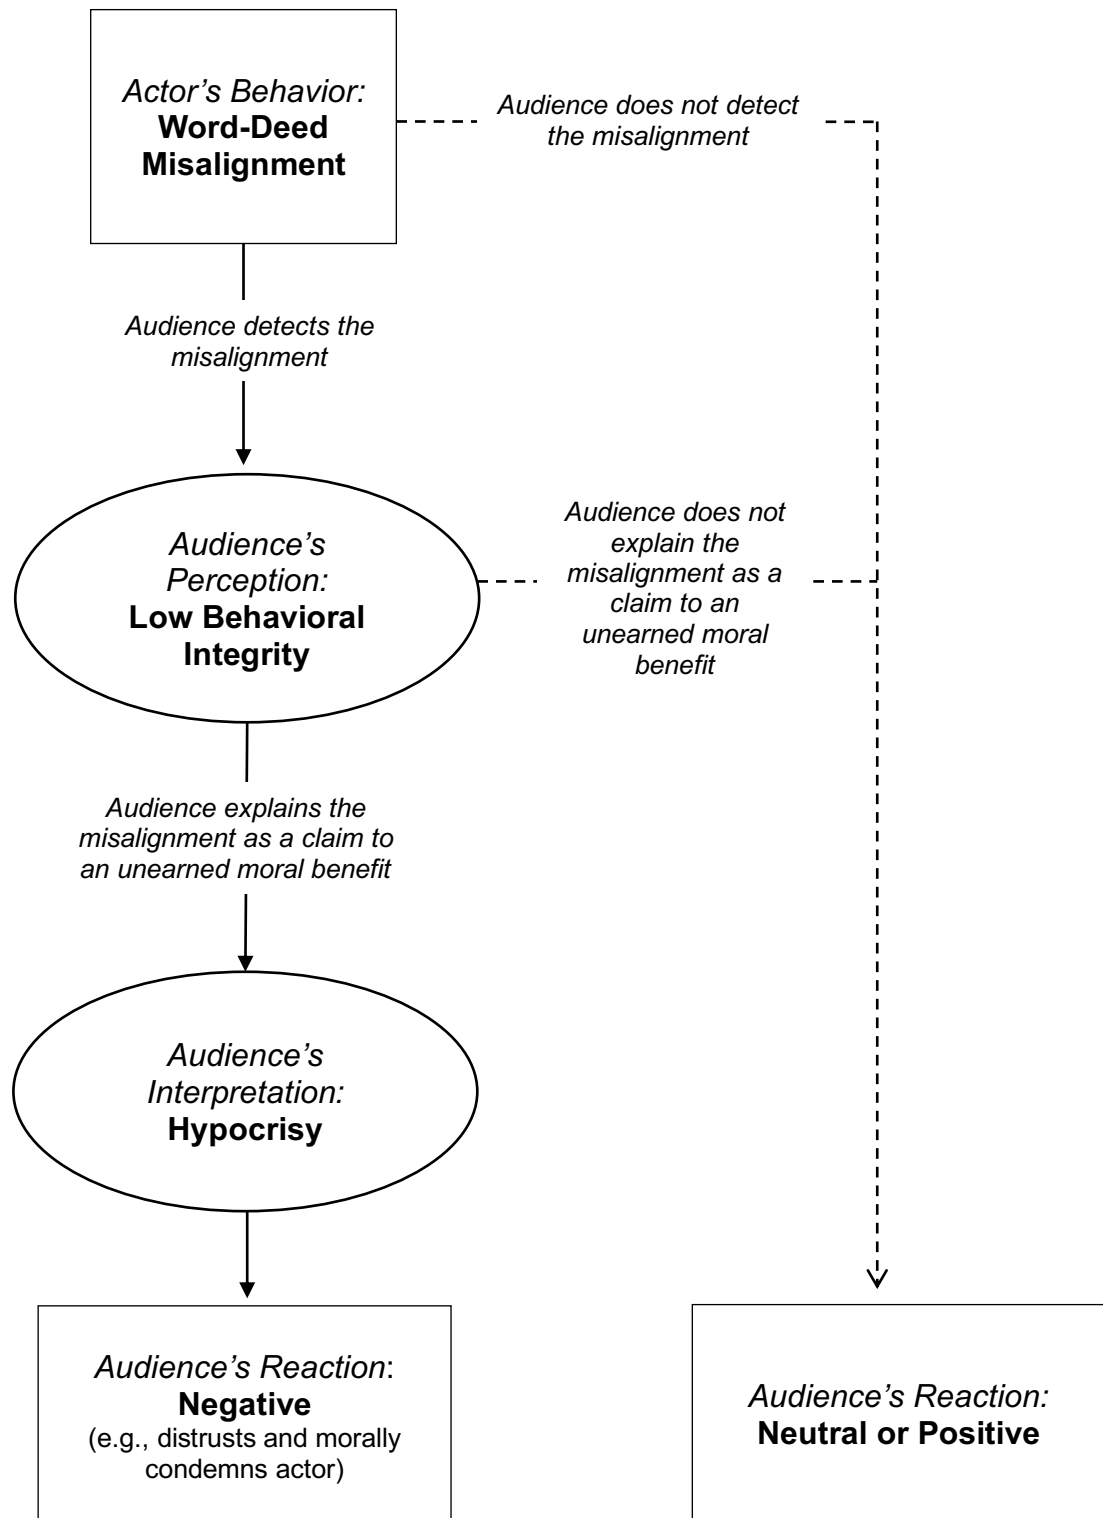 Actor’s Behavior:
Word-Deed
Misalignment
Audience does not detect
the misalignment
Audience detects the
misalignment
Audience’s
Perception:
Low Behavioral
Integrity
Audience does not
explain the
misalignment as a
claim to an
unearned moral
benefit
Audience explains the
misalignment as a claim to
an unearned moral benefit
Audience’s
Interpretation:
Hypocrisy
Audience’s Reaction:
Negative
(e.g., distrusts and morally
condemns actor)
Audience’s Reaction:
Neutral or Positive